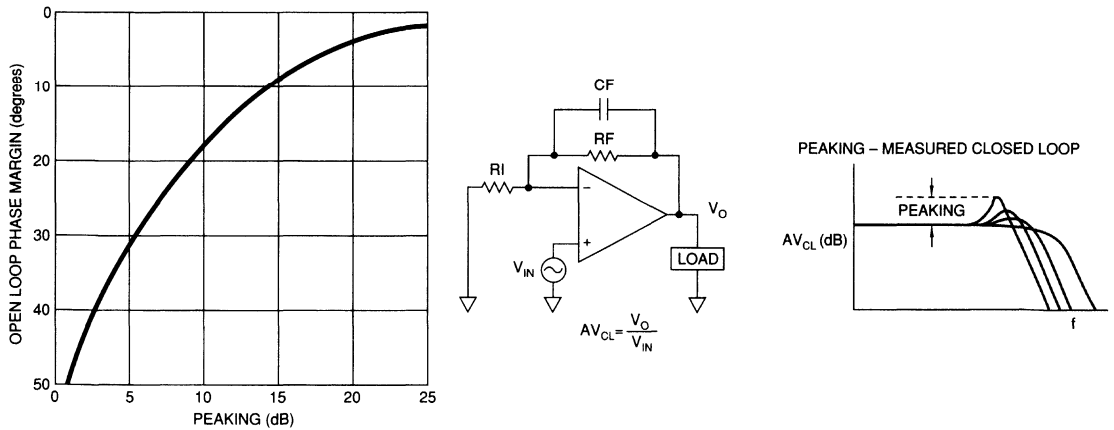 OPEN LOOP PHASE MARGIN (degrees)
0
10
20
30
40
50
0 5 10 15 20 25
PEAKING (dB)
CF
RF
RI
−
+
V_O
V_IN
LOAD
AV_CL = V_O / V_IN
PEAKING – MEASURED CLOSED LOOP
PEAKING
AV_CL (dB)
f